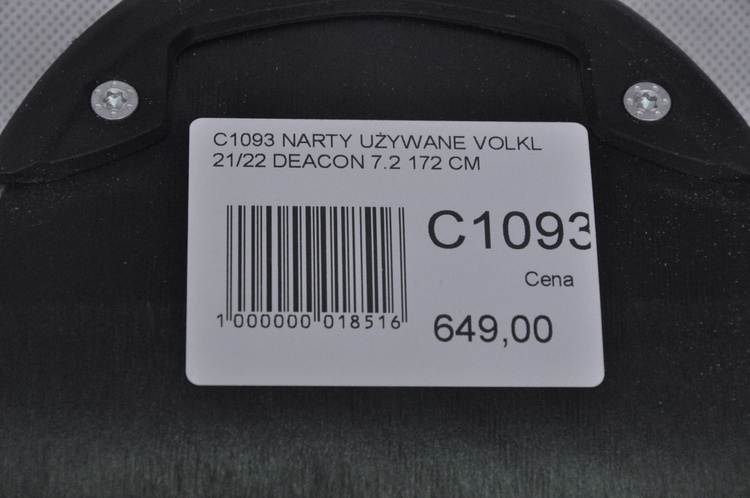 C1093 NARTY UŻYWANE VOLKL
21/22 DEACON 7.2 172 CM
C1093
Cena
1 000000 018516
649,00